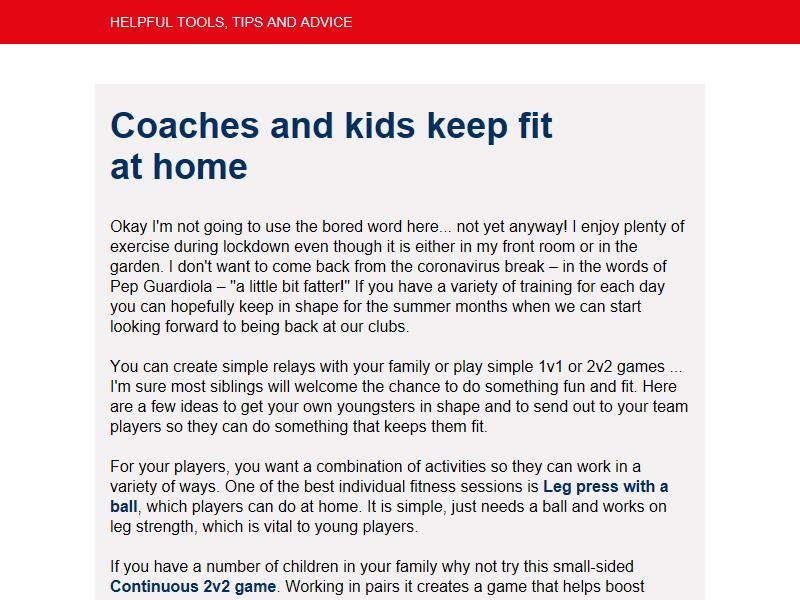 HELPFUL TOOLS, TIPS AND ADVICE
Coaches and kids keep fit
at home
Okay I'm not going to use the bored word here... not yet anyway! I enjoy plenty of
exercise during lockdown even though it is either in my front room or in the
garden. I don't want to come back from the coronavirus break – in the words of
Pep Guardiola – "a little bit fatter!" If you have a variety of training for each day
you can hopefully keep in shape for the summer months when we can start
looking forward to being back at our clubs.
You can create simple relays with your family or play simple 1v1 or 2v2 games ...
I'm sure most siblings will welcome the chance to do something fun and fit. Here
are a few ideas to get your own youngsters in shape and to send out to your team
players so they can do something that keeps them fit.
For your players, you want a combination of activities so they can work in a
variety of ways. One of the best individual fitness sessions is Leg press with a
ball, which players can do at home. It is simple, just needs a ball and works on
leg strength, which is vital to young players.
If you have a number of children in your family why not try this small-sided
Continuous 2v2 game. Working in pairs it creates a game that helps boost